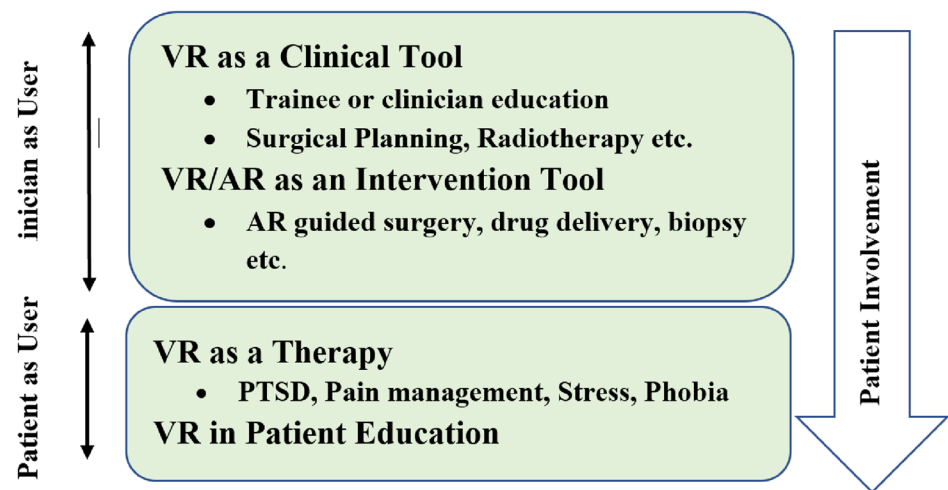 VR as a Clinical Tool
• Trainee or clinician education
• Surgical Planning, Radiotherapy etc.
VR/AR as an Intervention Tool
• AR guided surgery, drug delivery, biopsy
etc.
inician as User
VR as a Therapy
• PTSD, Pain management, Stress, Phobia
VR in Patient Education
Patient as User
Patient Involvement